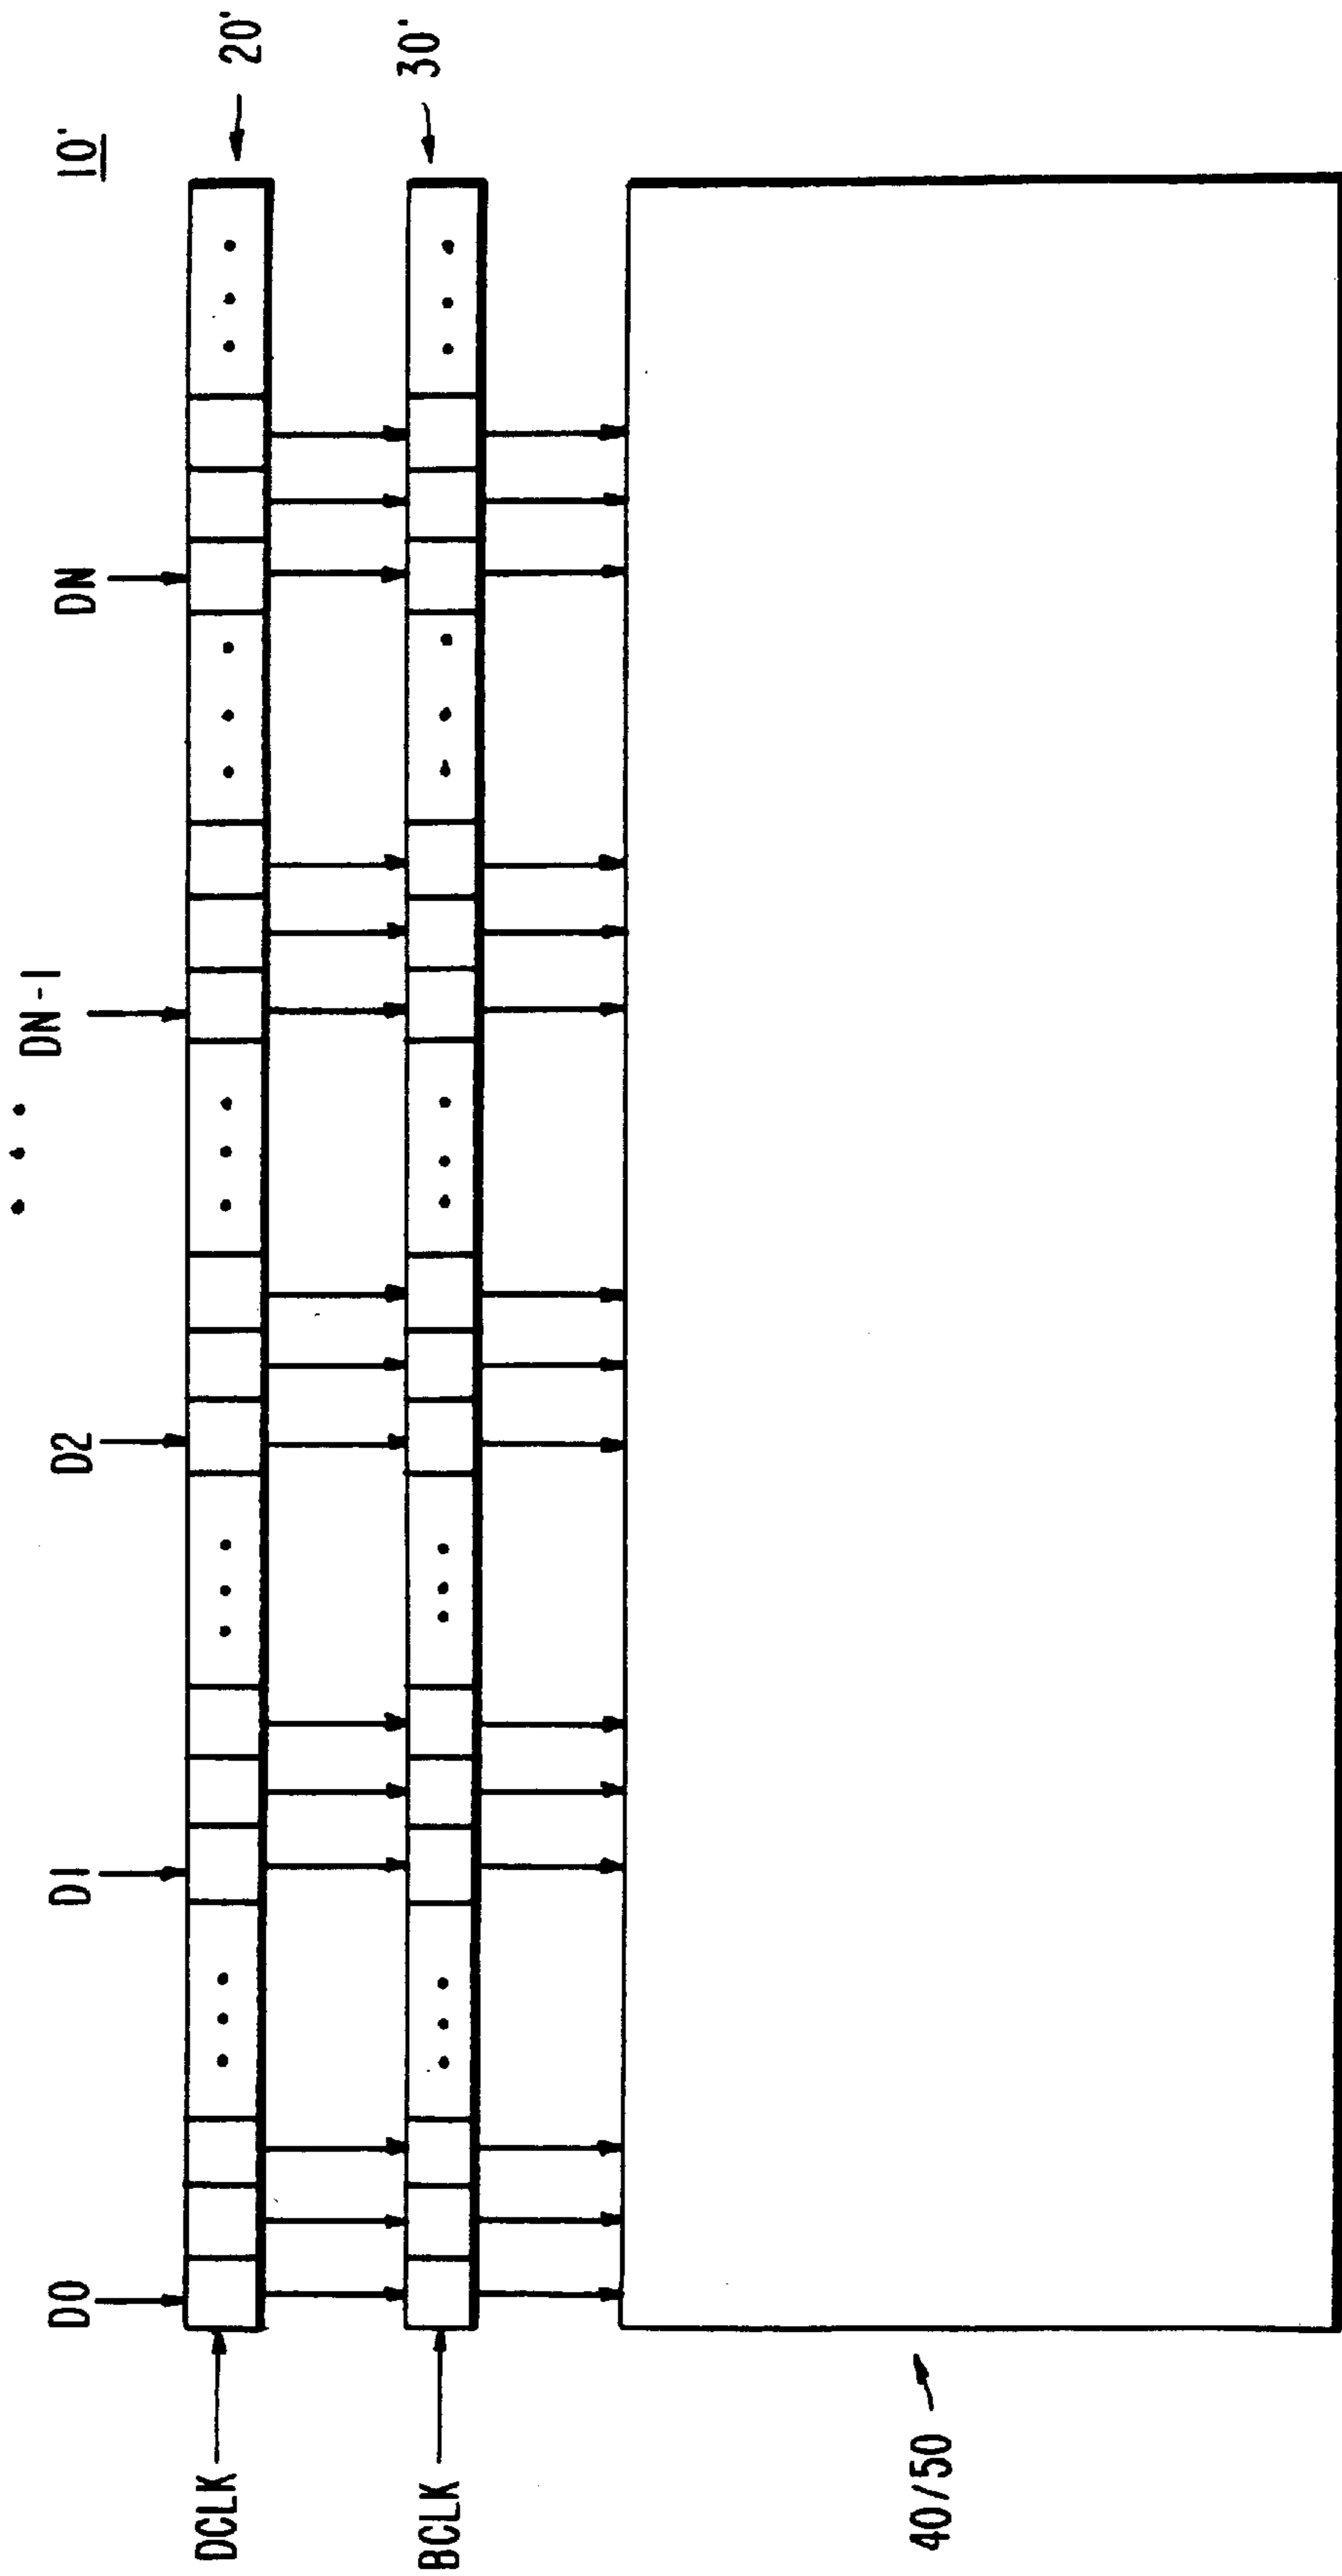 10'
D0 D1 D2 . . . DN-1 DN
DCLK
20'
BCLK
30'
40/50